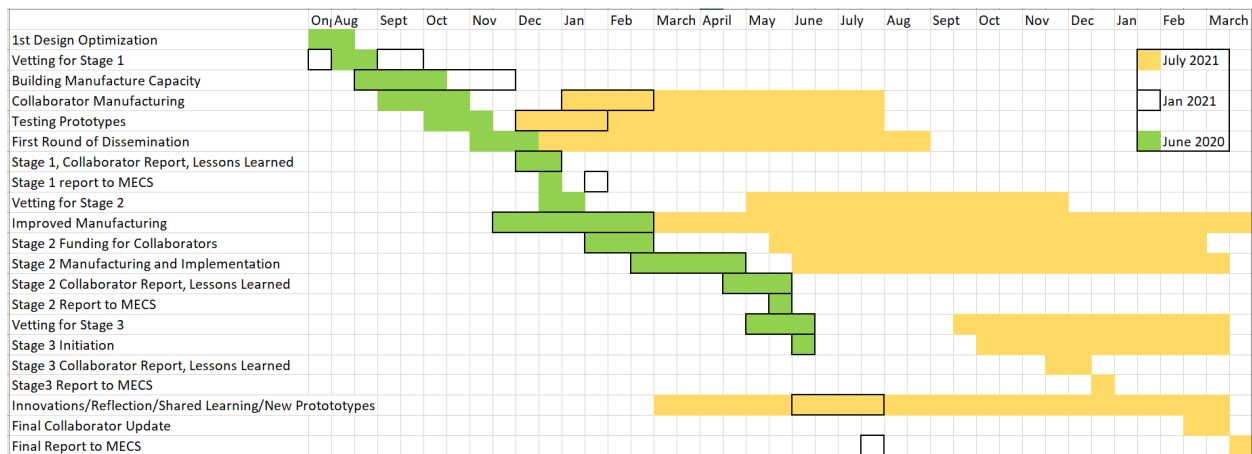 Onj Aug Sept Oct Nov Dec Jan Feb March April May June July Aug Sept Oct Nov Dec Jan Feb March
1st Design Optimization
Vetting for Stage 1
Building Manufacture Capacity
Collaborator Manufacturing
Testing Prototypes
First Round of Dissemination
Stage 1, Collaborator Report, Lessons Learned
Stage 1 report to MECS
Vetting for Stage 2
Improved Manufacturing
Stage 2 Funding for Collaborators
Stage 2 Manufacturing and Implementation
Stage 2 Collaborator Report, Lessons Learned
Stage 2 Report to MECS
Vetting for Stage 3
Stage 3 Initiation
Stage 3 Collaborator Report, Lessons Learned
Stage3 Report to MECS
Innovations/Reflection/Shared Learning/New Protototypes
Final Collaborator Update
Final Report to MECS
July 2021
Jan 2021
June 2020